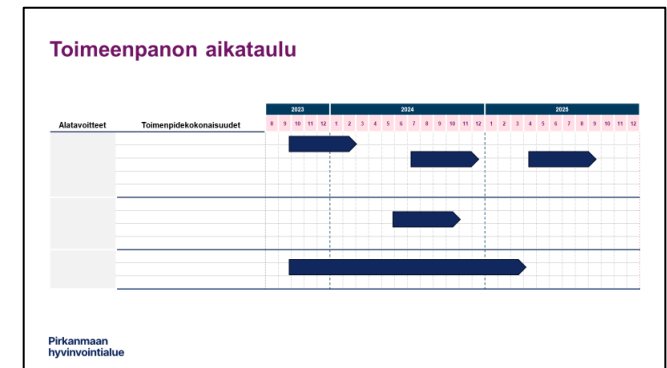 Toimeenpanon aikataulu
2023 2024 2025
Alatavoitteet Toimenpidekokonaisuudet 8 9 10 11 12 1 2 3 4 5 6 7 8 9 10 11 12 1 2 3 4 5 6 7 8 9 10 11 12
Pirkanmaan
hyvinvointialue